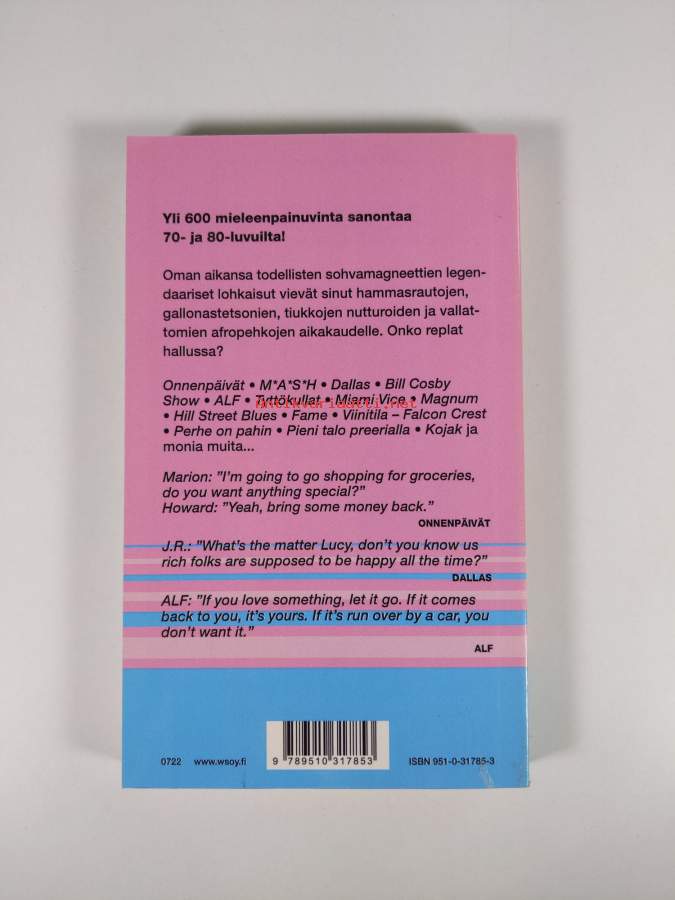 Yli 600 mieleenpainuvinta sanontaa
70- ja 80-luvuilta!
Oman aikansa todellisten sohvamagneettien legen-
daariset lohkaisut vievät sinut hammasrautojen,
gallonastetsonien, tiukkojen nutturoiden ja vallat-
tomien afropehkojen aikakaudelle. Onko replat
hallussa?
Onnenpäivät • M*A*S*H • Dallas • Bill Cosby
Show • ALF • Tyttökullat • Miami Vice • Magnum
antikvariaatti.net
• Hill Street Blues • Fame • Viinitila – Falcon Crest
• Perhe on pahin • Pieni talo preerialla • Kojak ja
monia muita...
Marion: ”I'm going to go shopping for groceries,
do you want anything special?”
Howard: ”Yeah, bring some money back.”
ONNENPÄIVÄT
J.R.: ”What's the matter Lucy, don't you know us
rich folks are supposed to be happy all the time?”
DALLAS
ALF: ”If you love something, let it go. If it comes
back to you, it's yours. If it's run over by a car, you
don't want it.”
ALF
0722 www.wsoy.fi
9 789510 317853
ISBN 951-0-31785-3